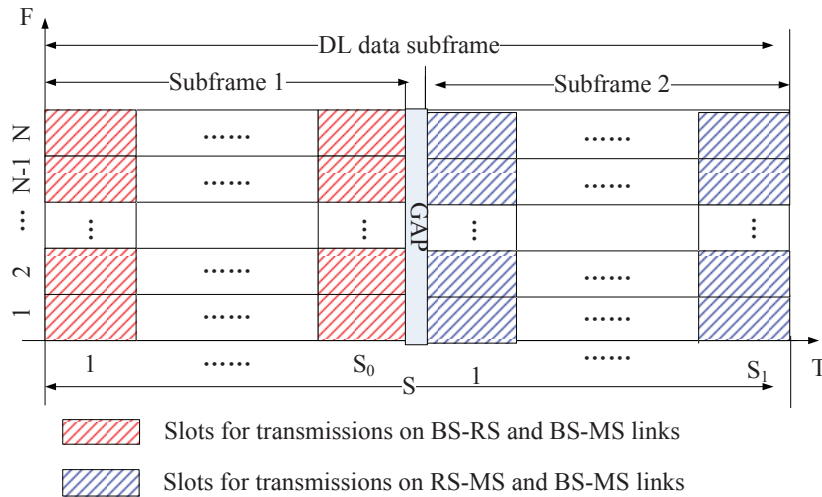 F
DL data subframe
Subframe 1
Subframe 2
N
......
......
N-1
......
......
...
...
...
GAP
...
...
2
......
......
1
......
......
1
......
S₀
S
1
......
S₁
T
Slots for transmissions on BS-RS and BS-MS links
Slots for transmissions on RS-MS and BS-MS links